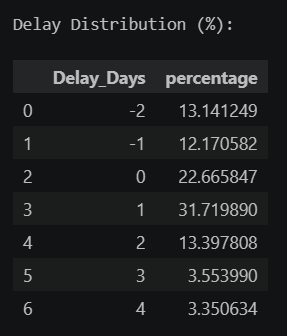 Delay Distribution (%):
Delay_Days percentage
0 -2 13.141249
1 -1 12.170582
2 0 22.665847
3 1 31.719890
4 2 13.397808
5 3 3.553990
6 4 3.350634